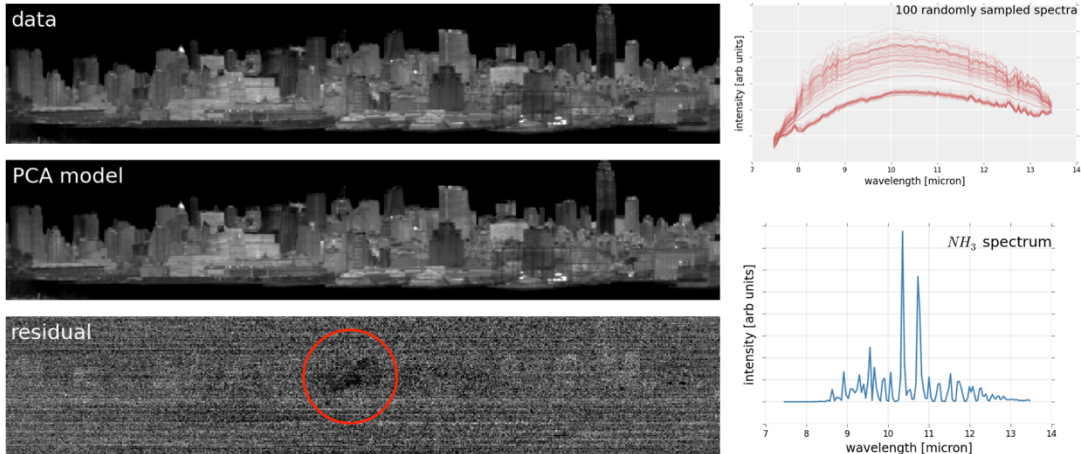 data
PCA model
residual
100 randomly sampled spectra
intensity [arb units]
7 8 9 10 11 12 13 14
wavelength [micron]
NH3 spectrum
intensity [arb units]
7 8 9 10 11 12 13 14
wavelength [micron]